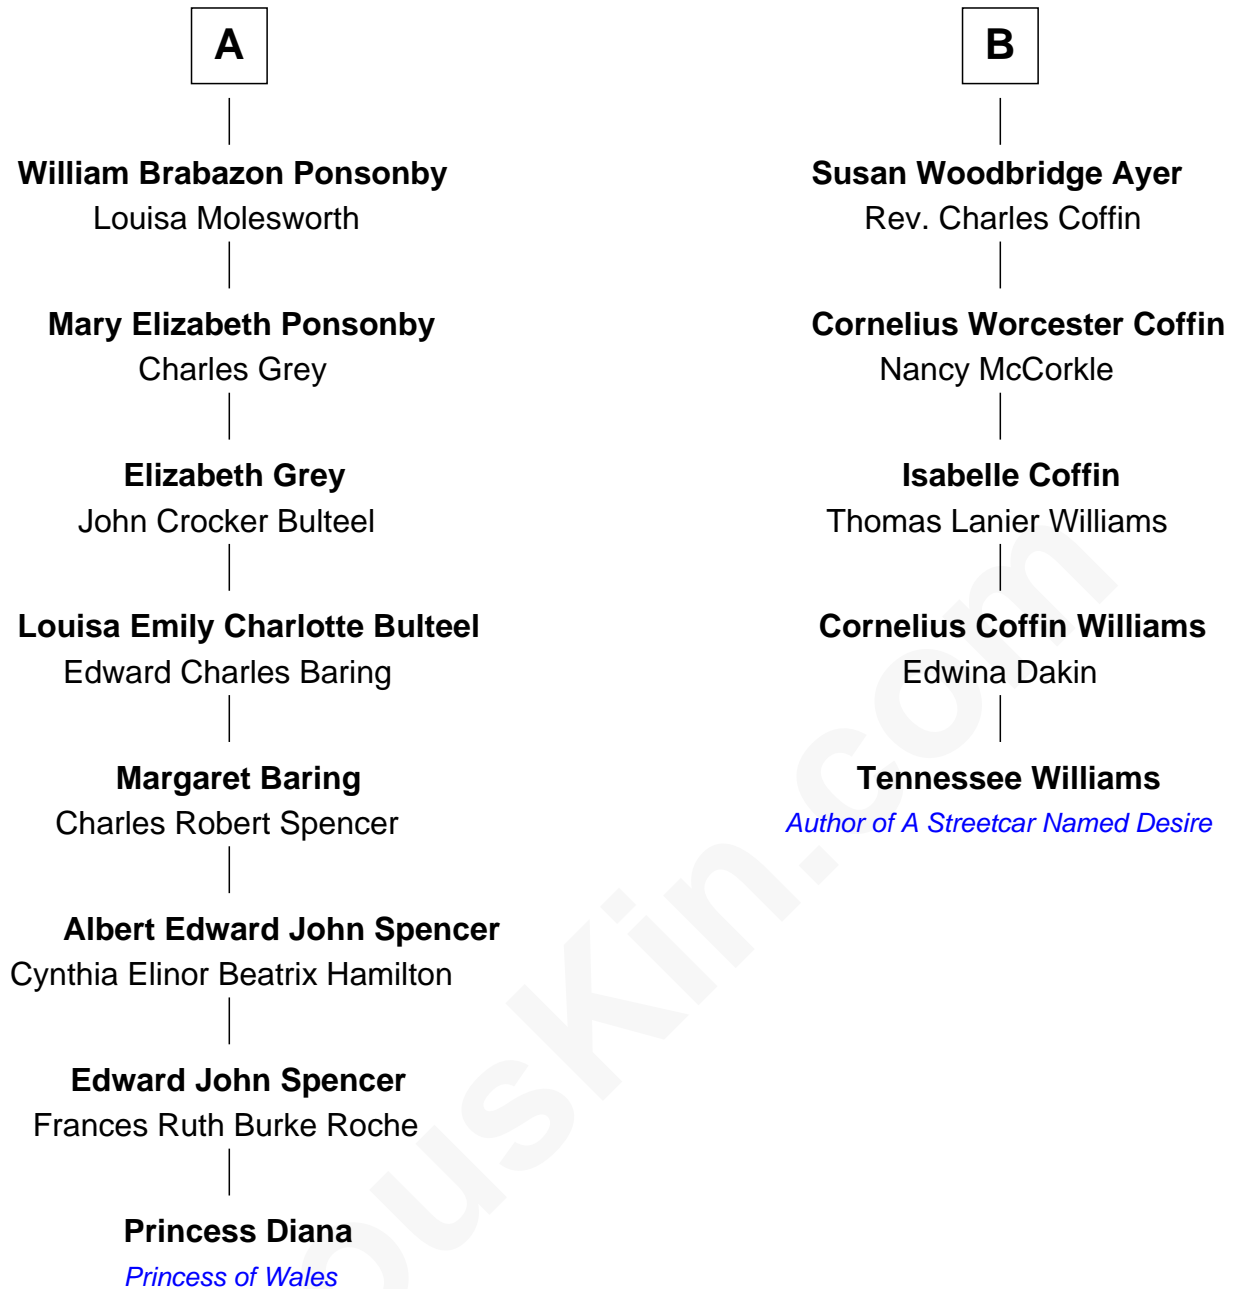 A
William Brabazon Ponsonby
Louisa Molesworth
Mary Elizabeth Ponsonby
Charles Grey
Elizabeth Grey
John Crocker Bulteel
Louisa Emily Charlotte Bulteel
Edward Charles Baring
Margaret Baring
Charles Robert Spencer
Albert Edward John Spencer
Cynthia Elinor Beatrix Hamilton
Edward John Spencer
Frances Ruth Burke Roche
Princess Diana
Princess of Wales
B
Susan Woodbridge Ayer
Rev. Charles Coffin
Cornelius Worcester Coffin
Nancy McCorkle
Isabelle Coffin
Thomas Lanier Williams
Cornelius Coffin Williams
Edwina Dakin
Tennessee Williams
Author of A Streetcar Named Desire
ousKin.com